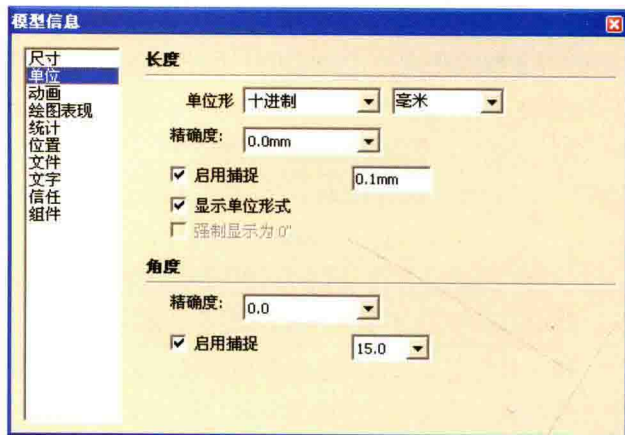 模型信息
尺寸
单位
动画
绘图表现
统计
位置
文件
文字
信任
组件
长度
单位形 十进制 毫米
精确度: 0.0mm
启用捕捉 0.1mm
显示单位形式
强制显示为 0"
角度
精确度: 0.0
启用捕捉 15.0